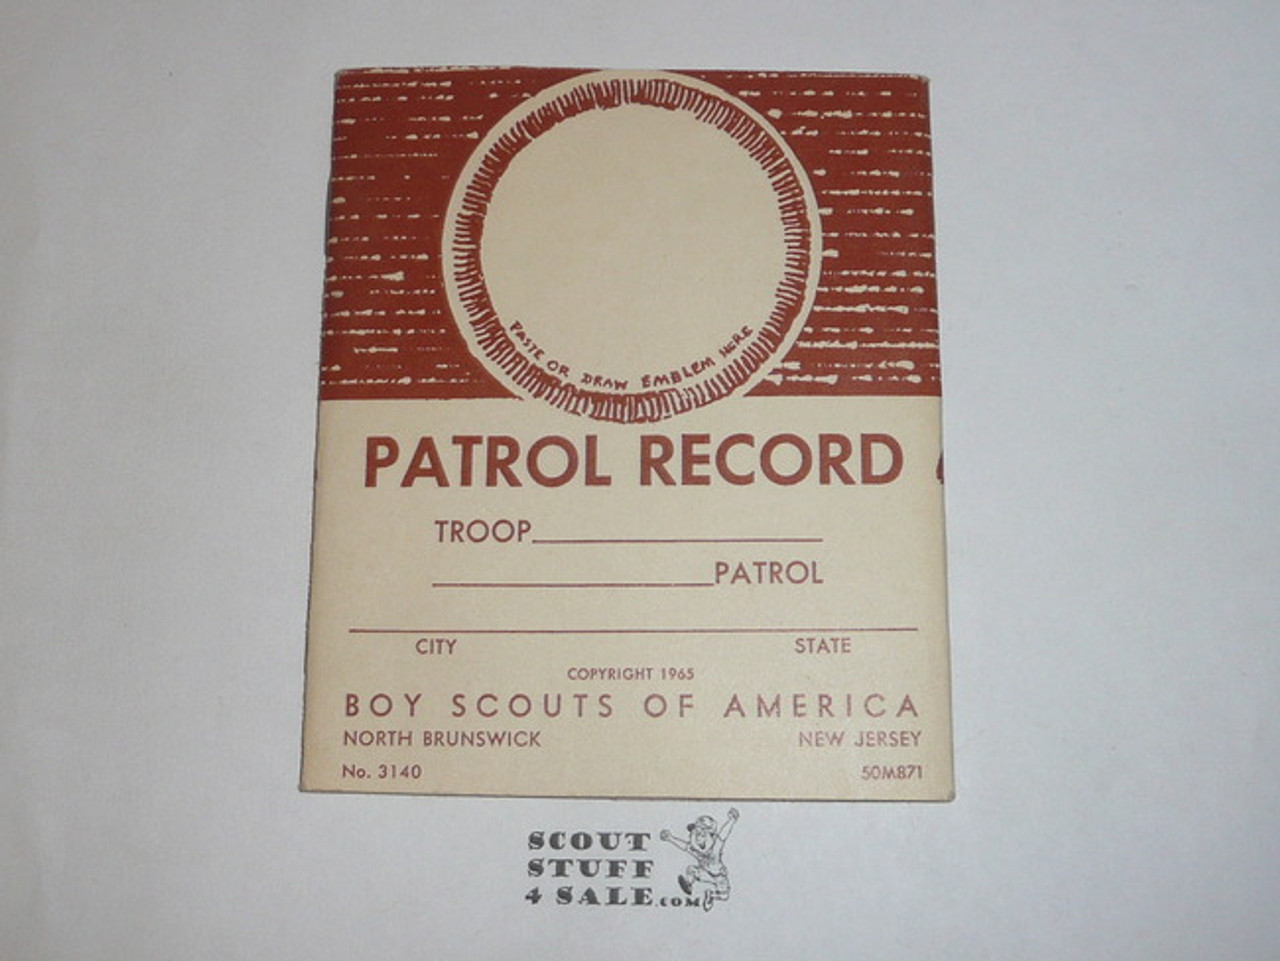 PASTE OR DRAW EMBLEM HERE
PATROL RECORD
TROOP
PATROL
CITY STATE
COPYRIGHT 1965
BOY SCOUTS OF AMERICA
NORTH BRUNSWICK NEW JERSEY
No. 3140 50M871
SCOUT
STUFF
4 SALE.COM